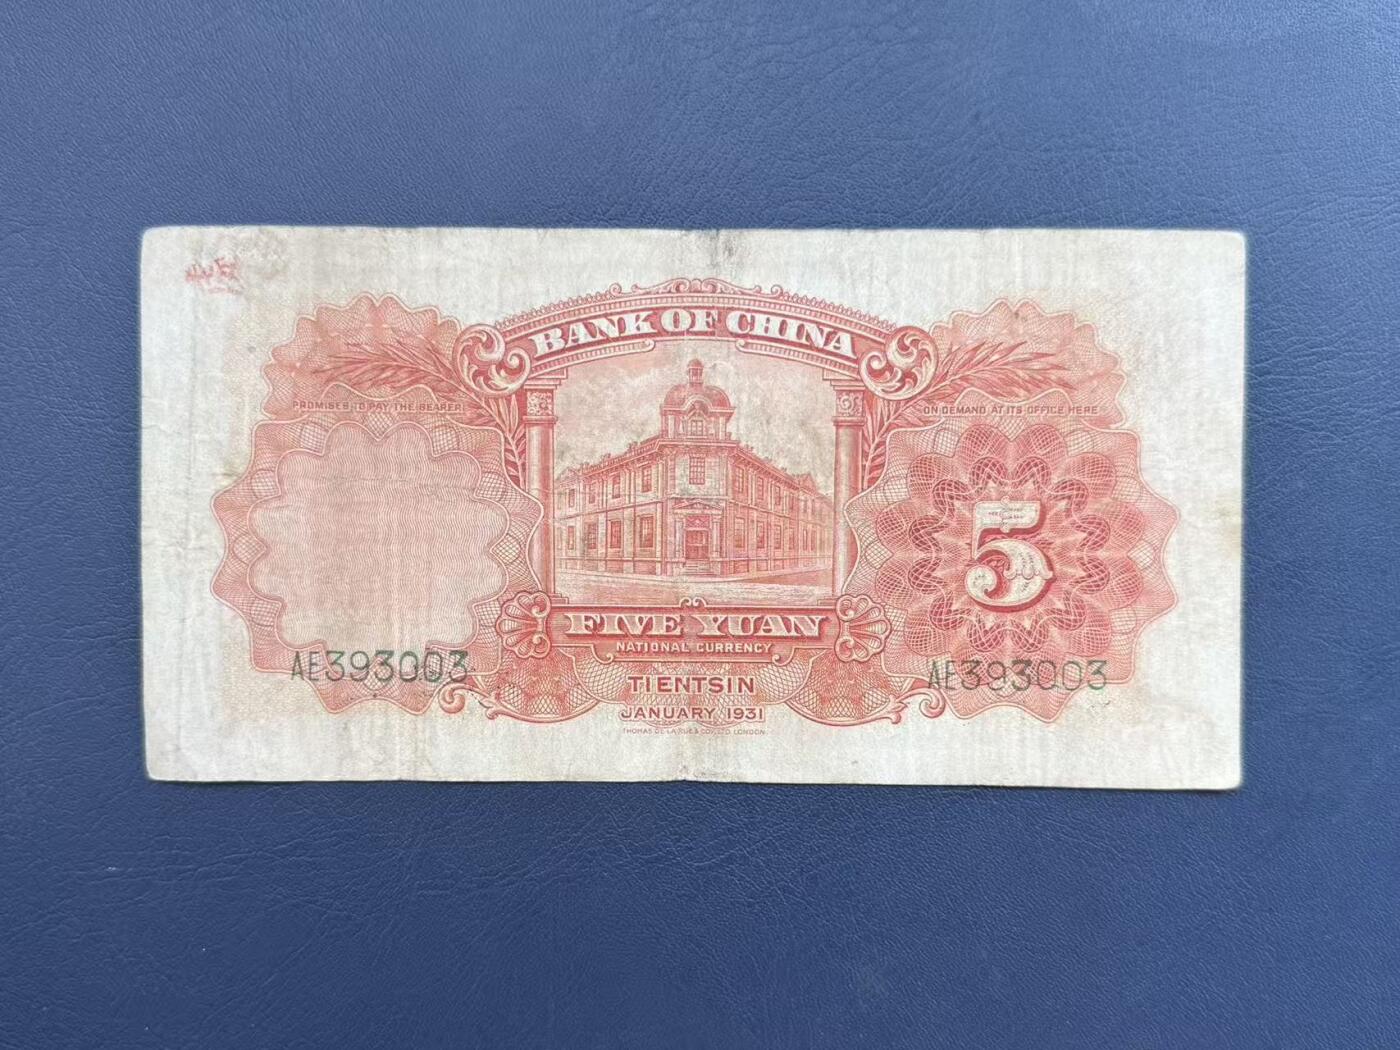 BANK OF CHINA
PROMISES TO PAY THE BEARER
ON DEMAND AT ITS OFFICE HERE
5
FIVE YUAN
NATIONAL CURRENCY
AE393003
AE393003
TIENTSIN
JANUARY, 1931
THOMAS DE LA RUE & COY., LTD. LONDON.